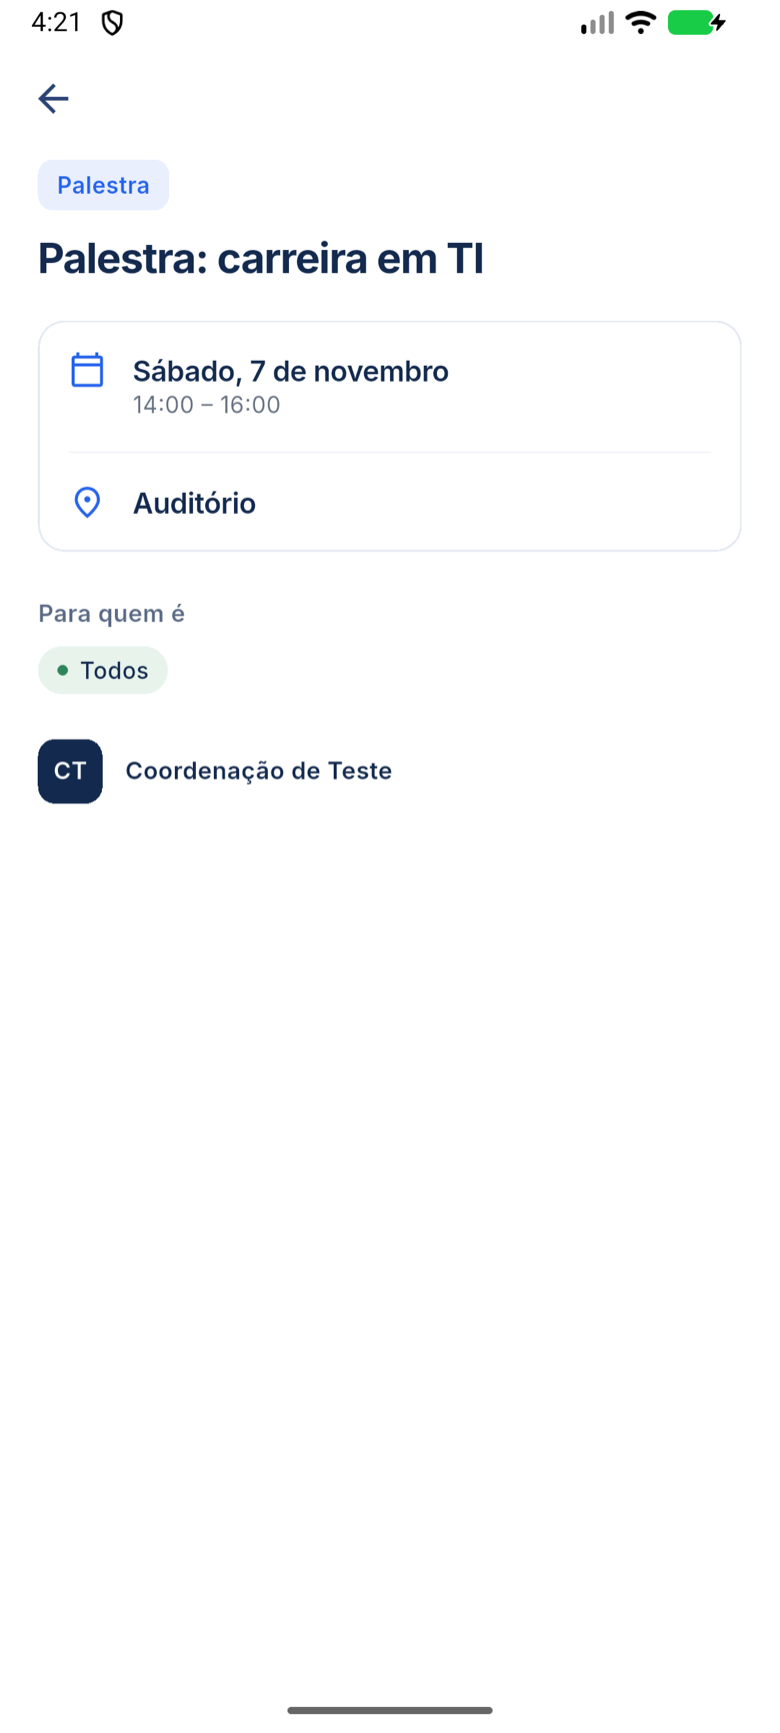 4:21
Palestra
Palestra: carreira em TI
Sábado, 7 de novembro
14:00 – 16:00
Auditório
Para quem é
Todos
CT Coordenação de Teste